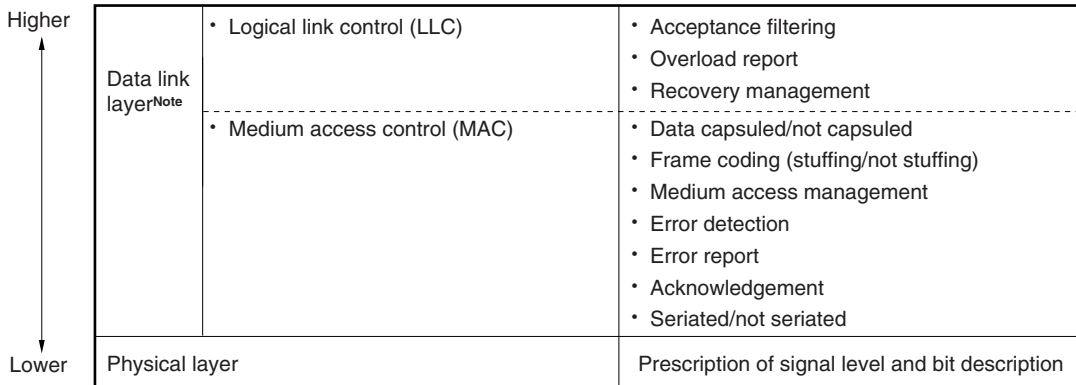 Higher
Data link
layerNote
• Logical link control (LLC)
• Acceptance filtering
• Overload report
• Recovery management
• Medium access control (MAC)
• Data capsuled/not capsuled
• Frame coding (stuffing/not stuffing)
• Medium access management
• Error detection
• Error report
• Acknowledgement
• Seriated/not seriated
Lower
Physical layer
Prescription of signal level and bit description